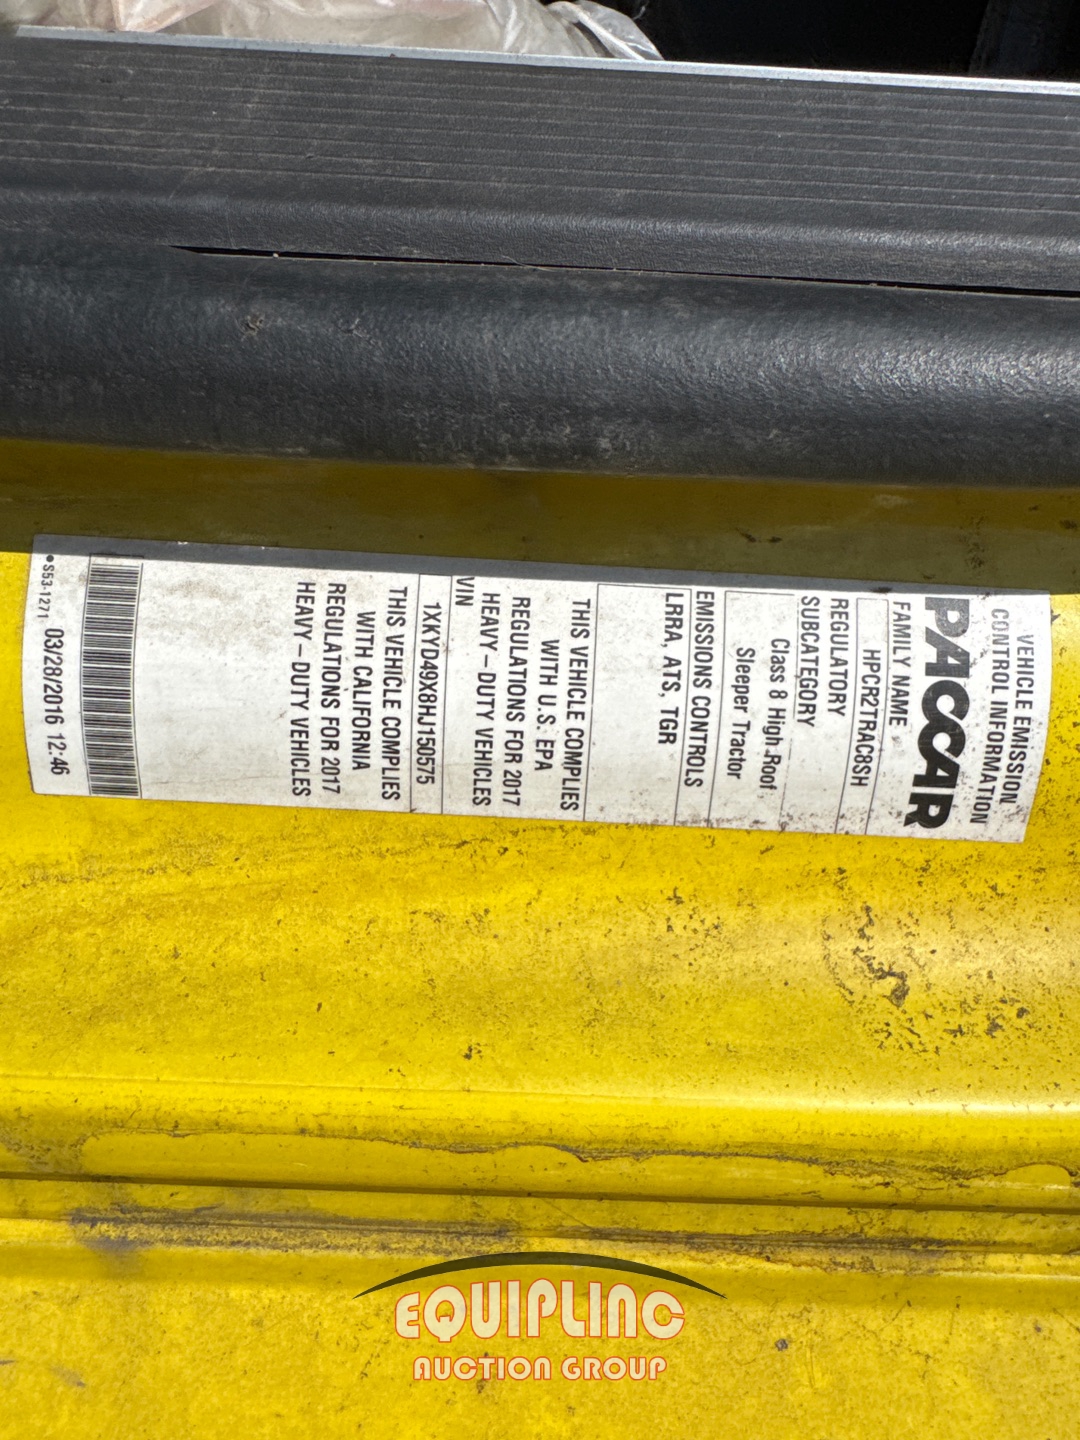 VEHICLE EMISSION
CONTROL INFORMATION
PACCAR
FAMILY NAME
HPCR2TRAC8SH
REGULATORY
SUBCATEGORY
Class 8 High-Roof
Sleeper Tractor
EMISSIONS CONTROLS
LRRA, ATS, TGR
THIS VEHICLE COMPLIES
WITH U.S. EPA
REGULATIONS FOR 2017
HEAVY – DUTY VEHICLES
VIN
1XKYD49X8HJ150575
THIS VEHICLE COMPLIES
WITH CALIFORNIA
REGULATIONS FOR 2017
HEAVY – DUTY VEHICLES
•S53-1271 03/28/2016 12:46
EQUIPLINC
AUCTION GROUP